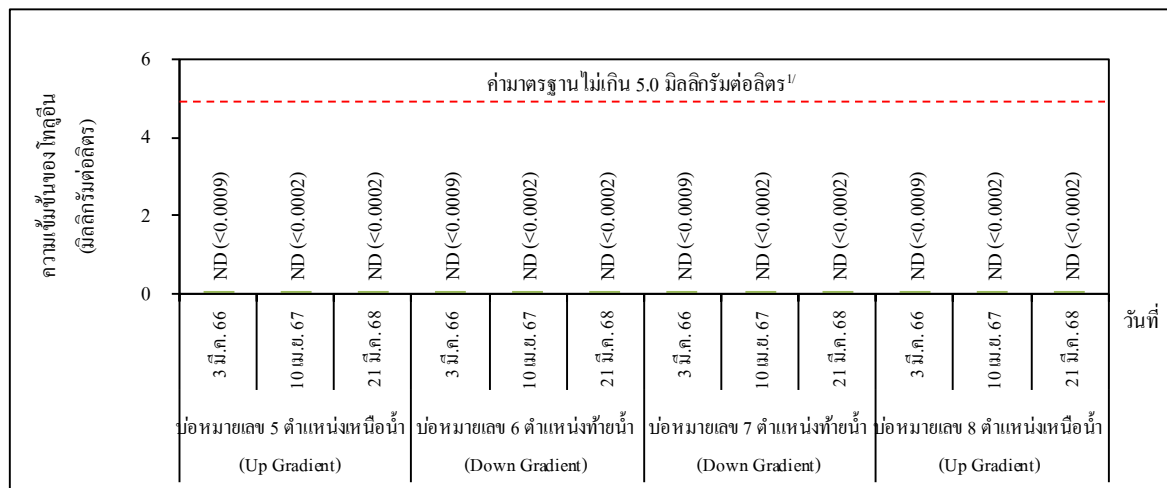 ความเข้มข้นของโทลูอีน
(มิลลิกรัมต่อลิตร)
6
4
2
0
ค่ามาตรฐานไม่เกิน 5.0 มิลลิกรัมต่อลิตร1/
ND (<0.0009)
ND (<0.0002)
ND (<0.0002)
ND (<0.0009)
ND (<0.0002)
ND (<0.0002)
ND (<0.0009)
ND (<0.0002)
ND (<0.0002)
ND (<0.0009)
ND (<0.0002)
ND (<0.0002)
3 มี.ค. 66
10 เม.ย. 67
21 มี.ค. 68
3 มี.ค. 66
10 เม.ย. 67
21 มี.ค. 68
3 มี.ค. 66
10 เม.ย. 67
21 มี.ค. 68
3 มี.ค. 66
10 เม.ย. 67
21 มี.ค. 68
วันที่
บ่อหมายเลข 5 ตำแหน่งเหนือน้ำ
(Up Gradient)
บ่อหมายเลข 6 ตำแหน่งท้ายน้ำ
(Down Gradient)
บ่อหมายเลข 7 ตำแหน่งท้ายน้ำ
(Down Gradient)
บ่อหมายเลข 8 ตำแหน่งเหนือน้ำ
(Up Gradient)